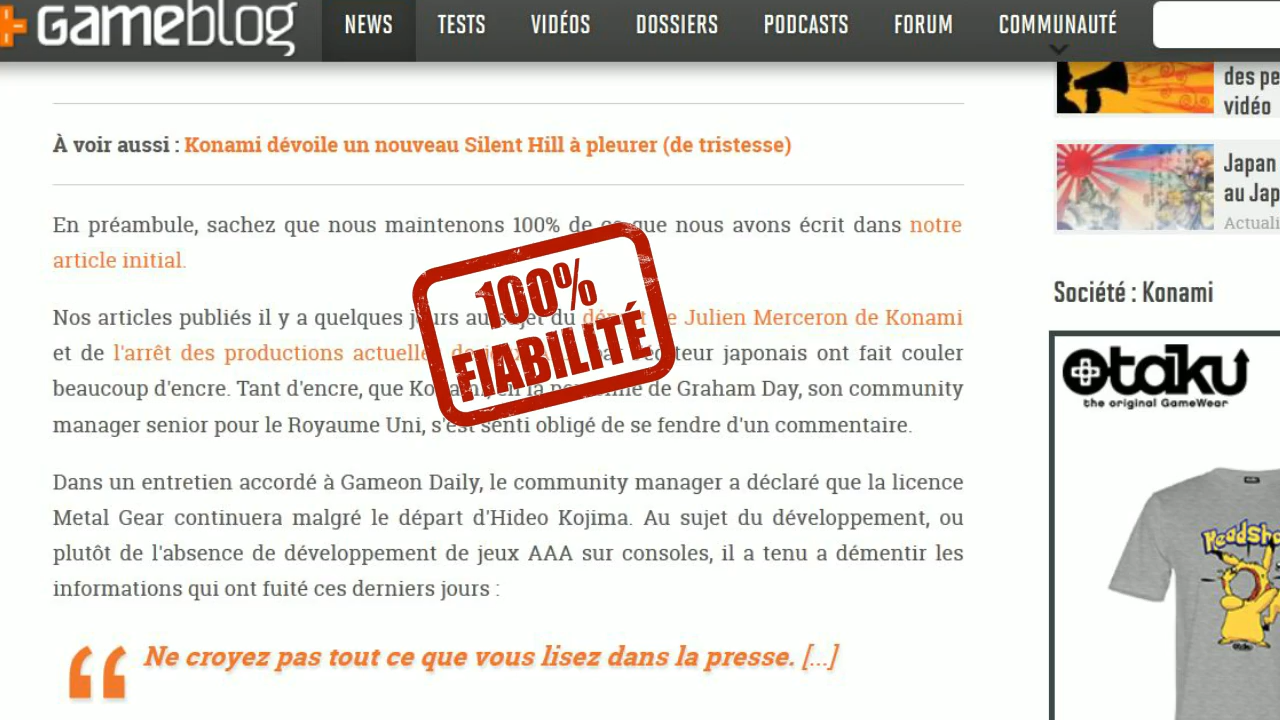 gameblog
NEWS TESTS VIDÉOS DOSSIERS PODCASTS FORUM COMMUNAUTÉ
À voir aussi : Konami dévoile un nouveau Silent Hill à pleurer (de tristesse)
En préambule, sachez que nous maintenons 100% de ce que nous avons écrit dans notre
article initial.
Nos articles publiés il y a quelques jours au sujet du départ de Julien Merceron de Konami
et de l'arrêt des productions actuelles par l'éditeur japonais ont fait couler
beaucoup d'encre. Tant d'encre, que Konami, en la personne de Graham Day, son community
manager senior pour le Royaume Uni, s'est senti obligé de se fendre d'un commentaire.
100%
FIABILITÉ
Dans un entretien accordé à Gameon Daily, le community manager a déclaré que la licence
Metal Gear continuera malgré le départ d'Hideo Kojima. Au sujet du développement, ou
plutôt de l'absence de développement de jeux AAA sur consoles, il a tenu a démentir les
informations qui ont fuité ces derniers jours :
“ Ne croyez pas tout ce que vous lisez dans la presse. [...]
des pe
vidéo
Japan
au Jap
Actuali
Société : Konami
otaku
the original GameWear
Headsho